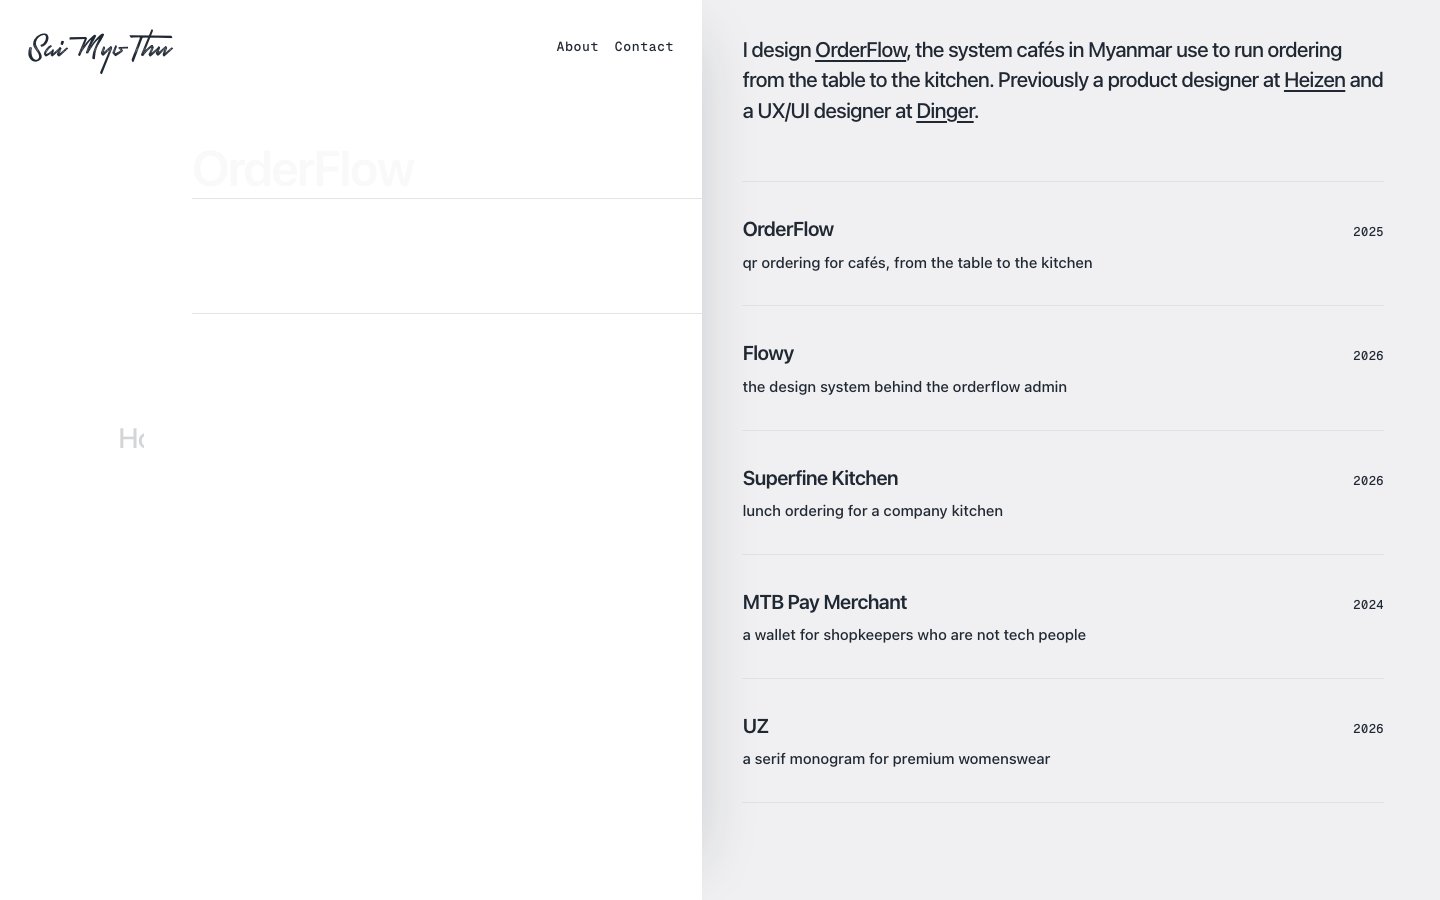 Sai Myo Thu
About Contact
OrderFlow
Ho
I design OrderFlow, the system cafés in Myanmar use to run ordering
from the table to the kitchen. Previously a product designer at Heizen and
a UX/UI designer at Dinger.
OrderFlow 2025
qr ordering for cafés, from the table to the kitchen
Flowy 2026
the design system behind the orderflow admin
Superfine Kitchen 2026
lunch ordering for a company kitchen
MTB Pay Merchant 2024
a wallet for shopkeepers who are not tech people
UZ 2026
a serif monogram for premium womenswear